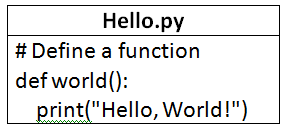 Hello.py
# Define a function
def world():
    print("Hello, World!")